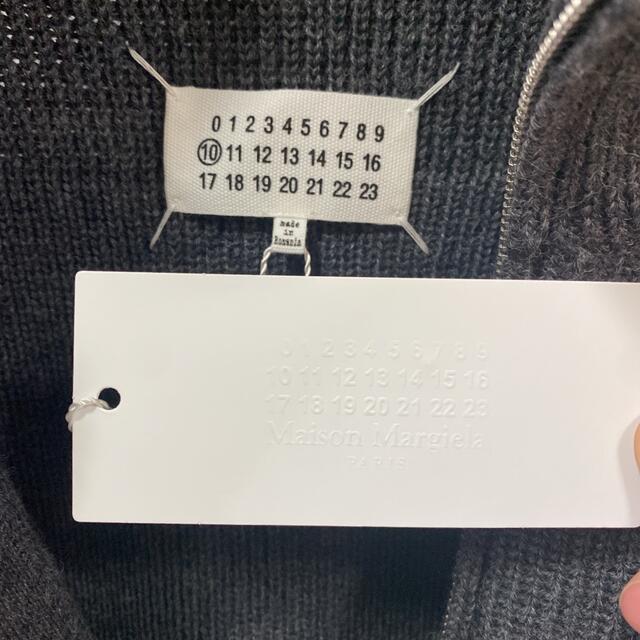 0 1 2 3 4 5 6 7 8 9
10 11 12 13 14 15 16
17 18 19 20 21 22 23
made
in
Romania
0 1 2 3 4 5 6 7 8 9
10 11 12 13 14 15 16
17 18 19 20 21 22 23
Maison Margiela
PARIS